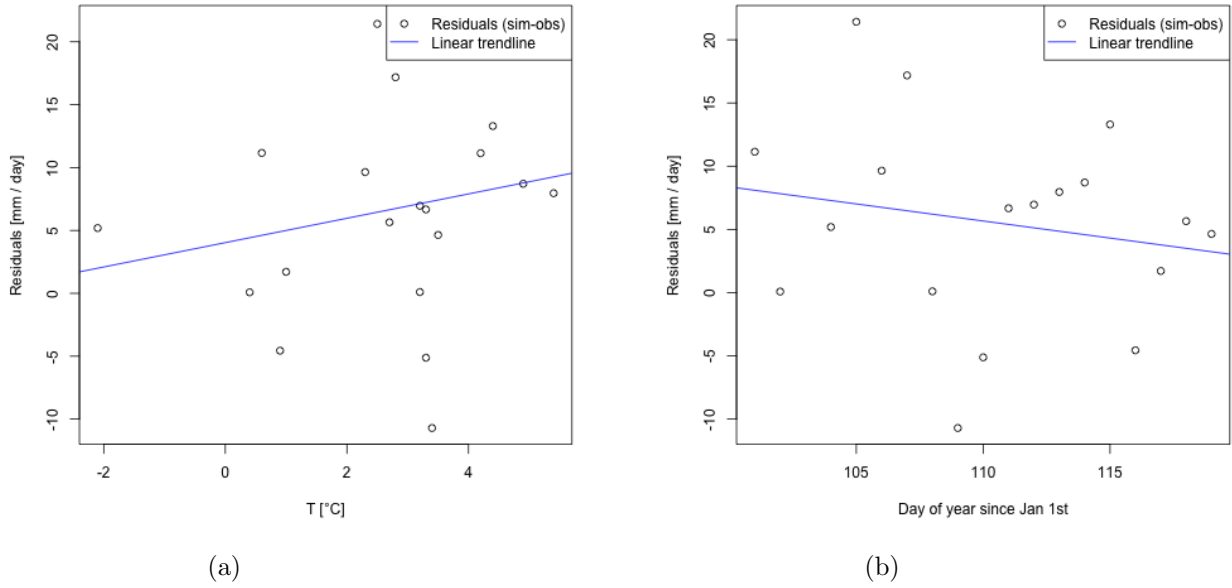 Residuals (sim-obs)
Linear trendline
Residuals [mm / day]
20
15
10
5
0
-5
-10
-2
0
2
4
T [°C]
(a)
Residuals (sim-obs)
Linear trendline
Residuals [mm / day]
20
15
10
5
0
-5
-10
105
110
115
Day of year since Jan 1st
(b)